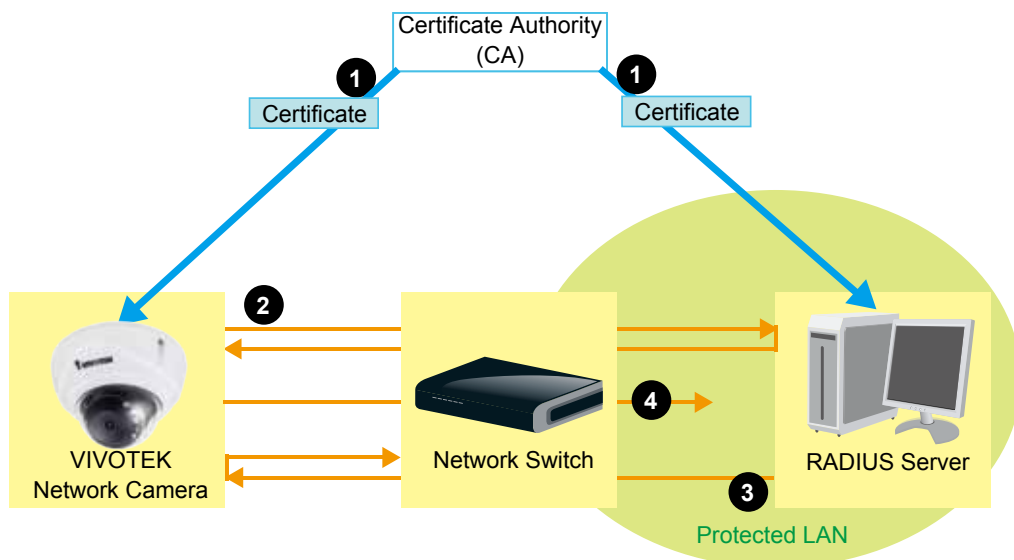 Certificate Authority
(CA)
1
1
Certificate
Certificate
2
4
VIVOTEK
Network Camera
Network Switch
RADIUS Server
3
Protected LAN